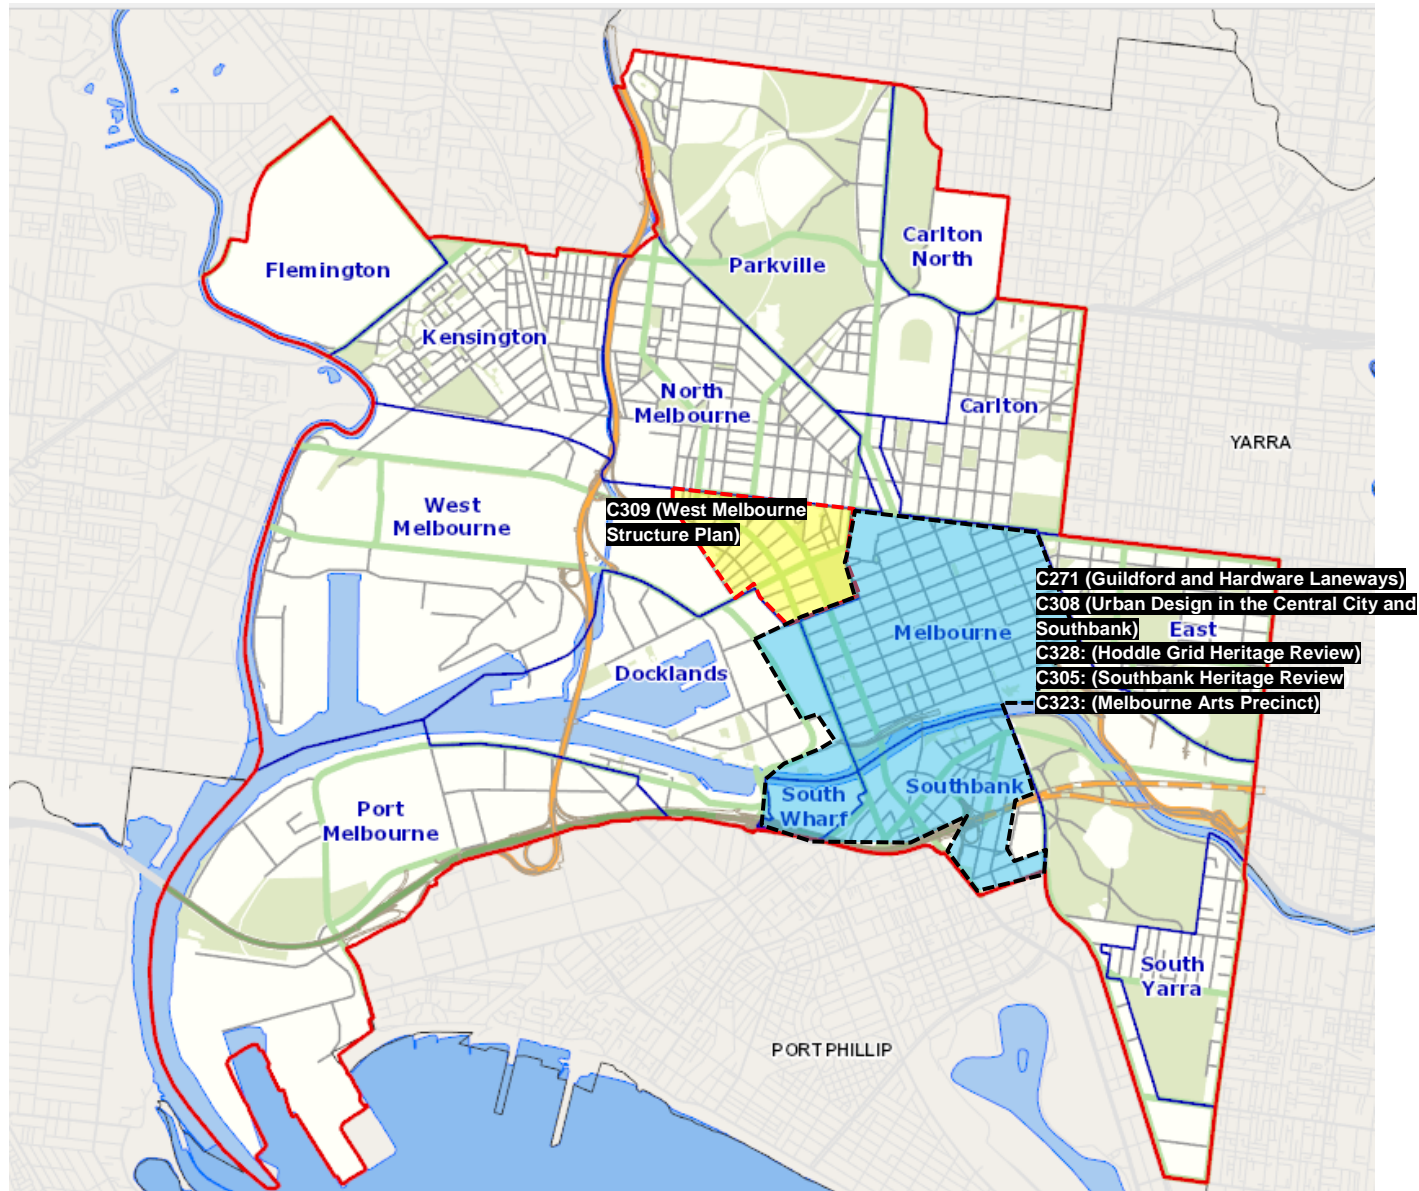 Carlton
North
Parkville
Flemington
Kensington
North
Melbourne
Carlton
YARRA
West
Melbourne
C309 (West Melbourne
Structure Plan)
C271 (Guildford and Hardware Laneways)
C308 (Urban Design in the Central City and
Southbank)
East
Melbourne
C328: (Hoddle Grid Heritage Review)
C305: (Southbank Heritage Review
C323: (Melbourne Arts Precinct)
Docklands
Southbank
South
Wharf
Port
Melbourne
South
Yarra
PORT PHILLIP